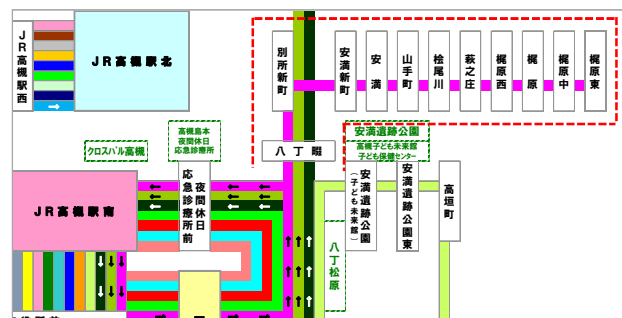 JR高槻駅西
JR高槻駅北
別所新町
安満新町
安満
山手町
桧尾川
萩之庄
梶原西
梶原
梶原中
梶原東
高槻島本
夜間休日
応急診療所
クロスパル高槻
八丁畷
安満遺跡公園
高槻子ども未来館
子ども保健センター
JR高槻駅南
夜間休日
応急診療所前
安満遺跡公園
(子ども未来館)
安満遺跡公園東
高垣町
八丁松原